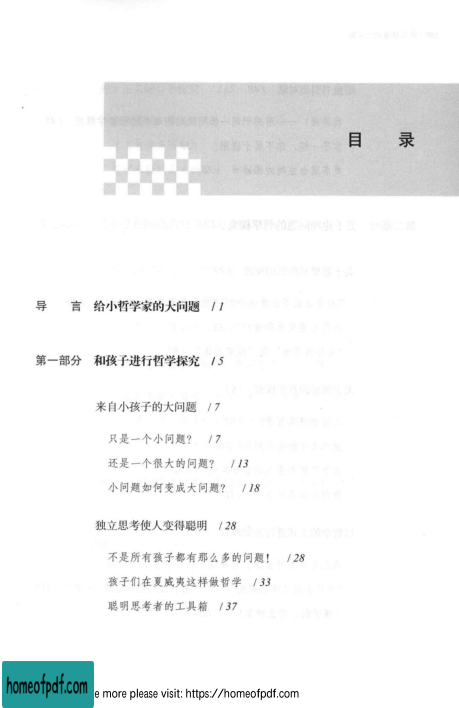 目 录
导 言 给小哲学家的大问题 / 1
第一部分 和孩子进行哲学探究 / 5
来自小孩子的大问题 / 7
只是一个小问题? / 7
还是一个很大的问题? / 13
小问题如何变成大问题? / 18
独立思考使人变得聪明 / 28
不是所有孩子都有那么多的问题! / 28
孩子们在夏威夷这样做哲学 / 33
聪明思考者的工具箱 / 37
homeofpdf.com e more please visit: https://homeofpdf.com